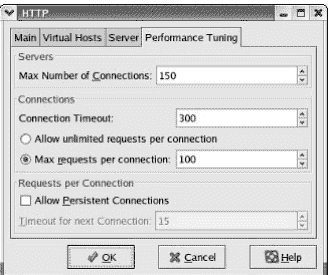 HTTP
Main Virtual Hosts Server Performance Tuning
Servers
Max Number of Connections: 150
Connections
Connection Timeout: 300
Allow unlimited requests per connection
Max requests per connection: 100
Requests per Connection
Allow Persistent Connections
Timeout for next Connection: 15
OK Cancel Help